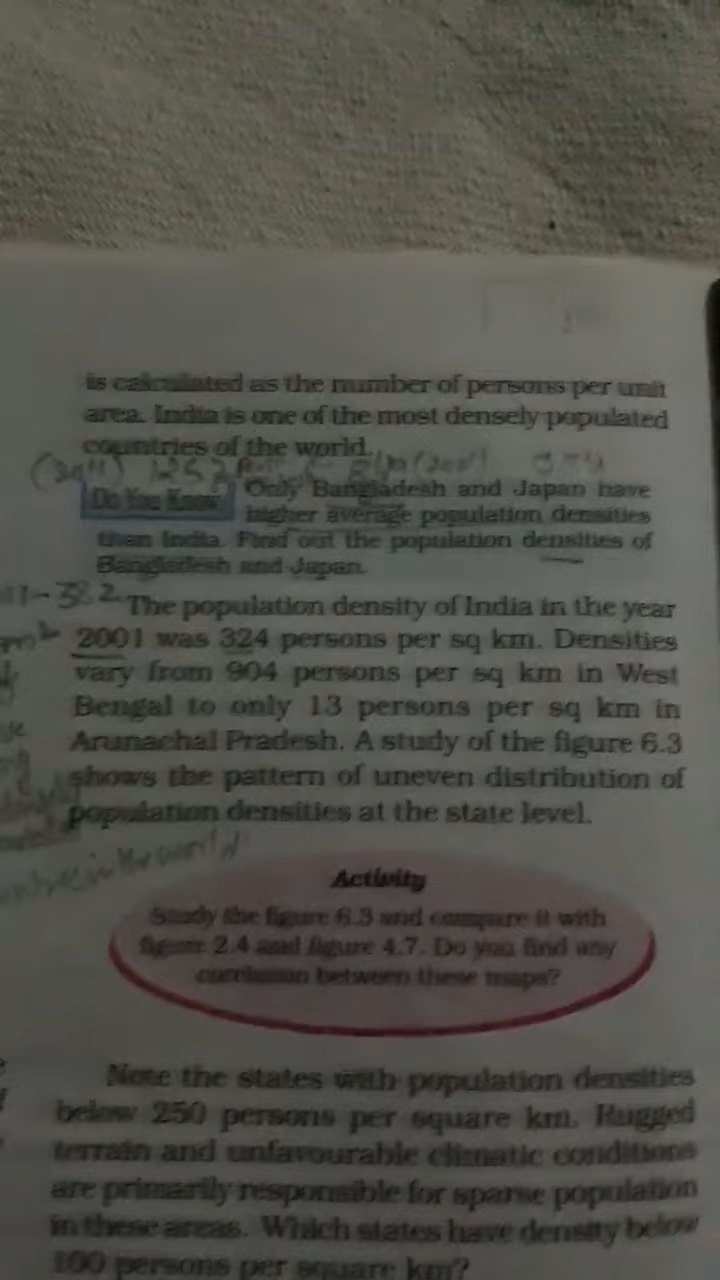 is calculated as the number of persons per unit
area. India is one of the most densely populated
countries of the world.
(2011)
Do You Know Only Bangladesh and Japan have
higher average population densities
than India. Find out the population densities of
Bangladesh and Japan.
382
The population density of India in the year
2001 was 324 persons per sq km. Densities
vary from 904 persons per sq km in West
Bengal to only 13 persons per sq km in
Arunachal Pradesh. A study of the figure 6.3
shows the pattern of uneven distribution of
population densities at the state level.
Activity
Study the figure 6.3 and compare it with
figure 2.4 and figure 4.7. Do you find any
corelation between these maps?
Note the states with population densities
below 250 persons per square km. Rugged
terrain and unfavourable climatic conditions
are primarily responsible for sparse population
in these areas. Which states have density below
100 persons per square km?